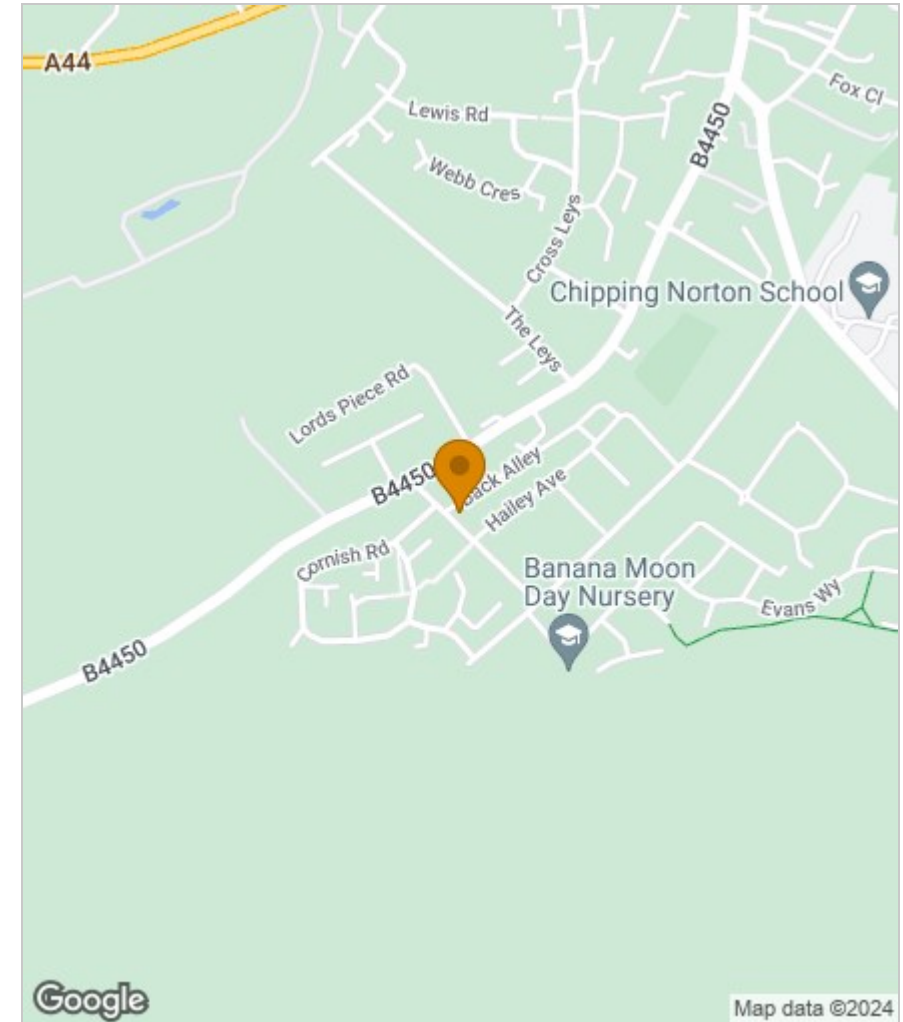 A44
Lewis Rd
Fox Cl
B4450
Webb Cres
Cross Leys
Chipping Norton School
The Leys
Lords Piece Rd
B4450
Back Alley
Hailey Ave
Cornish Rd
Banana Moon
Day Nursery
Evans Wy
B4450
Google
Map data ©2024